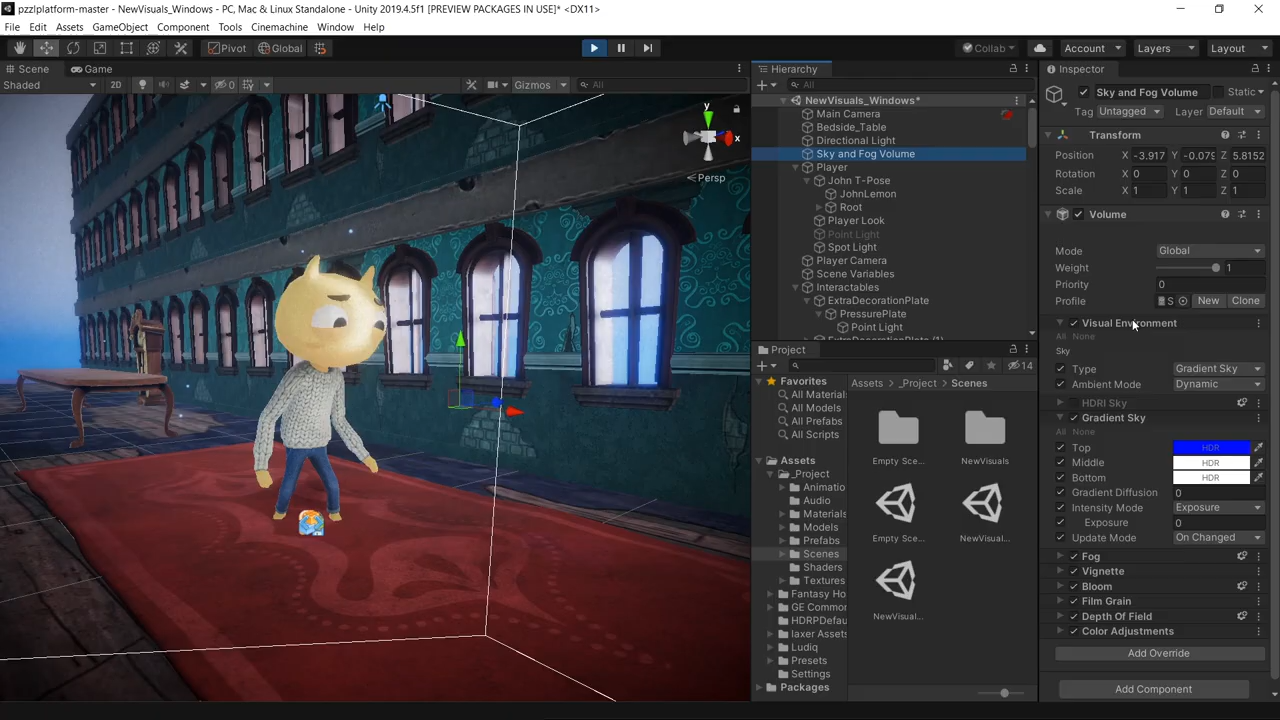 pzzlplatform-master - NewVisuals_Windows - PC, Mac & Linux Standalone - Unity 2019.4.5f1 [PREVIEW PACKAGES IN USE]* <DX11>
File Edit Assets GameObject Component Tools Cinemachine Window Help
Pivot Global Collab Account Layers Layout
Scene Game
Shaded 2D 0 Gizmos All
y
x
Persp
Hierarchy
All
NewVisuals_Windows*
Main Camera
Bedside_Table
Directional Light
Sky and Fog Volume
Player
John T-Pose
JohnLemon
Root
Player Look
Point Light
Spot Light
Player Camera
Scene Variables
Interactables
ExtraDecorationPlate
PressurePlate
Point Light
ExtraDecorationPlate (1)
Project
14
Favorites
All Materials
All Models
All Prefabs
All Scripts
Assets
_Project
Animatio
Audio
Materials
Models
Prefabs
Scenes
Shaders
Textures
Fantasy Ho
GE Common
HDRPDefau
laxer Assets
Ludiq
Presets
Settings
Packages
Assets > _Project > Scenes
Empty Sce...
NewVisuals
Empty Sce...
NewVisual...
NewVisual...
Inspector
Sky and Fog Volume Static
Tag Untagged Layer Default
Transform
Position X -3.917 Y -0.079 Z 5.8152
Rotation X 0 Y 0 Z 0
Scale X 1 Y 1 Z 1
Volume
Mode Global
Weight 1
Priority 0
Profile S New Clone
Visual Environment
All None
Sky
Type Gradient Sky
Ambient Mode Dynamic
HDRI Sky
Gradient Sky
All None
Top HDR
Middle HDR
Bottom HDR
Gradient Diffusion 0
Intensity Mode Exposure
Exposure 0
Update Mode On Changed
Fog
Vignette
Bloom
Film Grain
Depth Of Field
Color Adjustments
Add Override
Add Component